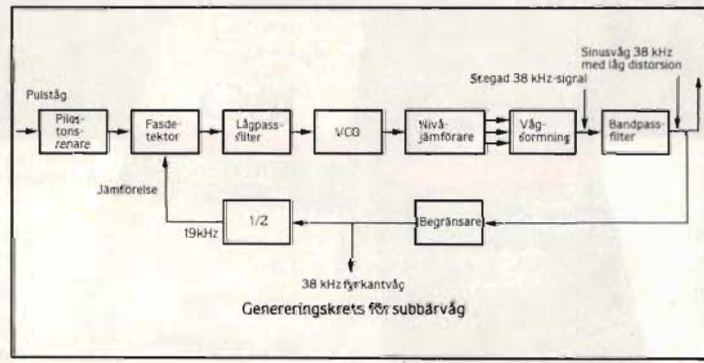 Sinusvåg 38 kHz
med låg distorsion
Stegad 38 kHz-signal
Pulståg
Pilot-
tons-
renare
Fasde-
tektor
Lågpass-
filter
VCO
Nivå-
jämförare
Våg-
formning
Bandpass-
filter
Jämförelse
19kHz
1/2
Begränsare
38 kHz fyrkantvåg
Genereringskrets för subbärvåg